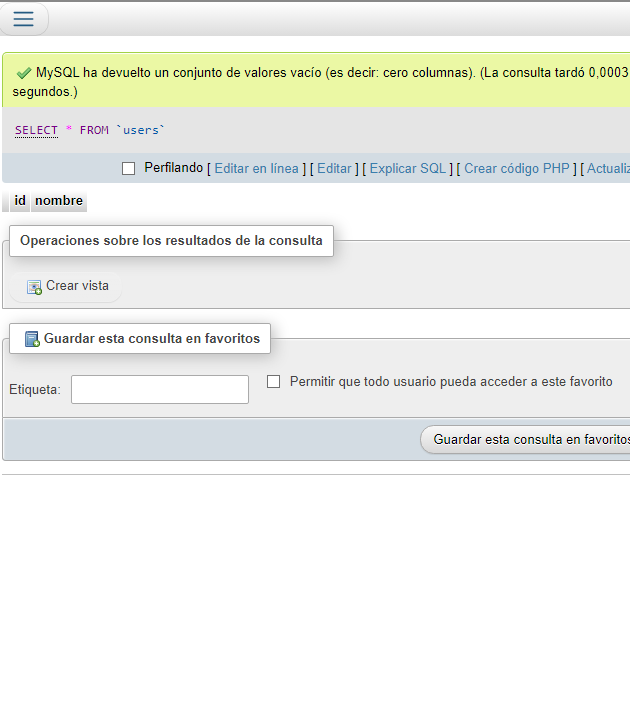 MySQL ha devuelto un conjunto de valores vacío (es decir: cero columnas). (La consulta tardó 0,0003
segundos.)
SELECT * FROM `users`
Perfilando [ Editar en línea ] [ Editar ] [ Explicar SQL ] [ Crear código PHP ] [ Actualiz
id nombre
Operaciones sobre los resultados de la consulta
Crear vista
Guardar esta consulta en favoritos
Etiqueta: Permitir que todo usuario pueda acceder a este favorito
Guardar esta consulta en favoritos